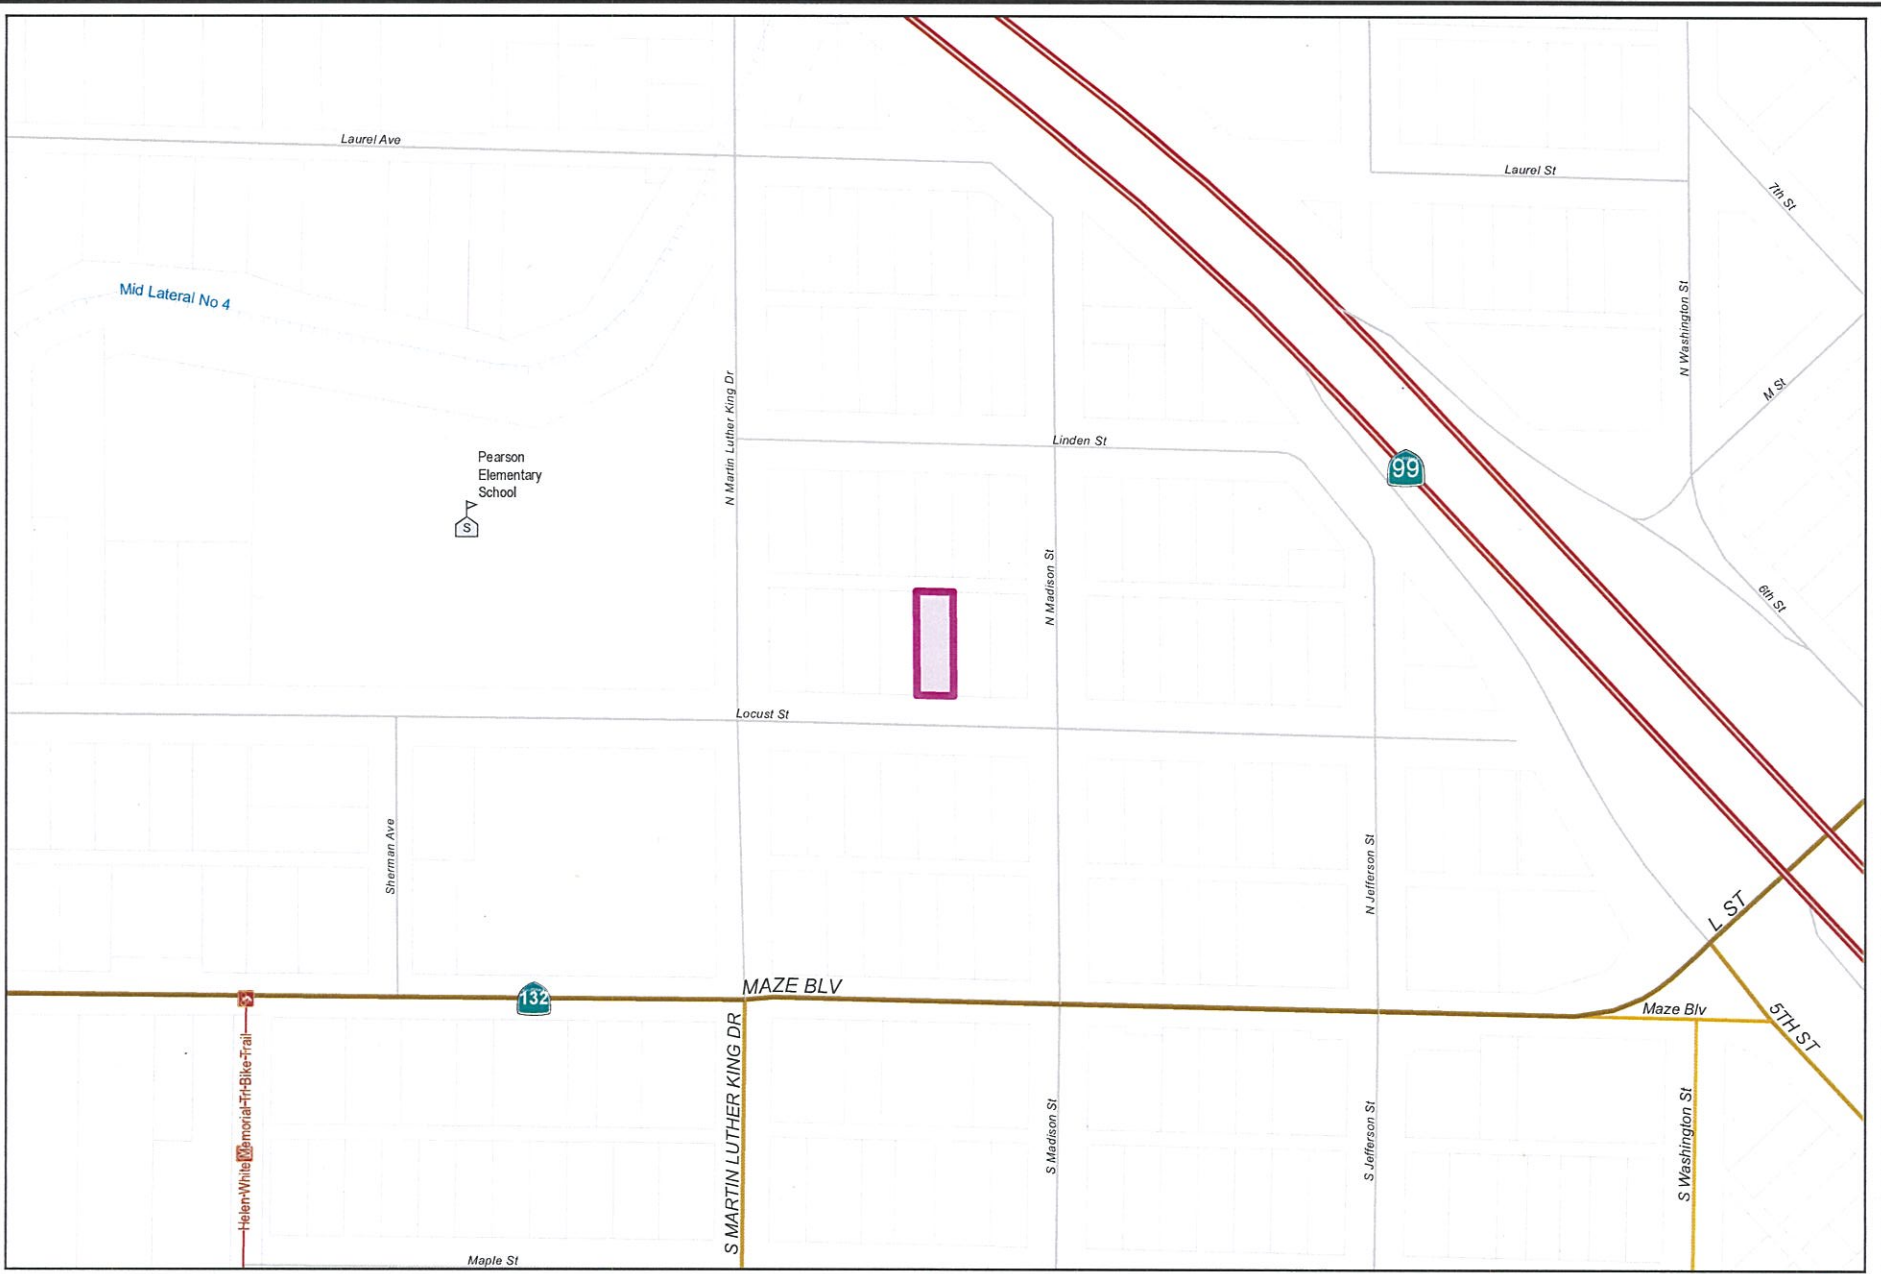 Laurel Ave
Laurel St
7th St
Mid Lateral No 4
N Washington St
M St
N Martin Luther King Dr
Linden St
Pearson
Elementary
School
S
99
N Madison St
6th St
Locust St
Sherman Ave
N Jefferson St
L ST
132
MAZE BLV
Maze Blv
5TH ST
Helen-White Memorial-Trl-Bike-Trail
S MARTIN LUTHER KING DR
S Madison St
S Jefferson St
S Washington St
Maple St